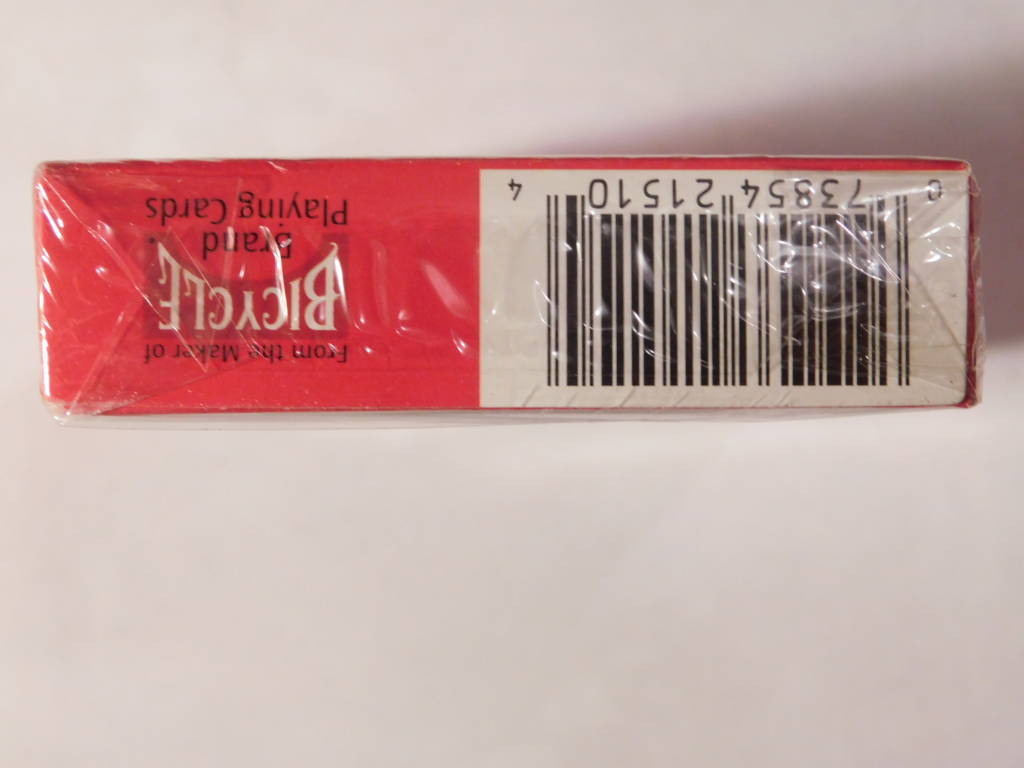 From the Maker of
BICYCLE®
Brand
Playing Cards
0 73854 21510 4